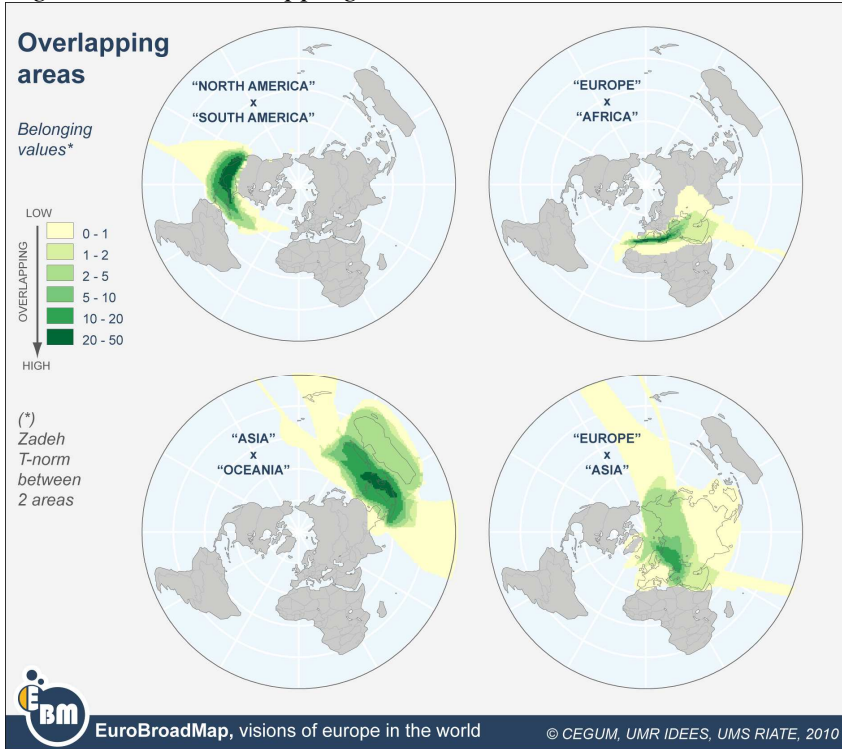 Overlapping
areas
Belonging
values*
LOW
OVERLAPPING
0 - 1
1 - 2
2 - 5
5 - 10
10 - 20
20 - 50
HIGH
(*)
Zadeh
T-norm
between
2 areas
“NORTH AMERICA”
x
“SOUTH AMERICA”
“EUROPE”
x
“AFRICA”
“ASIA”
x
“OCEANIA”
“EUROPE”
x
“ASIA”
EBM
EuroBroadMap, visions of europe in the world
© CEGUM, UMR IDEES, UMS RIATE, 2010